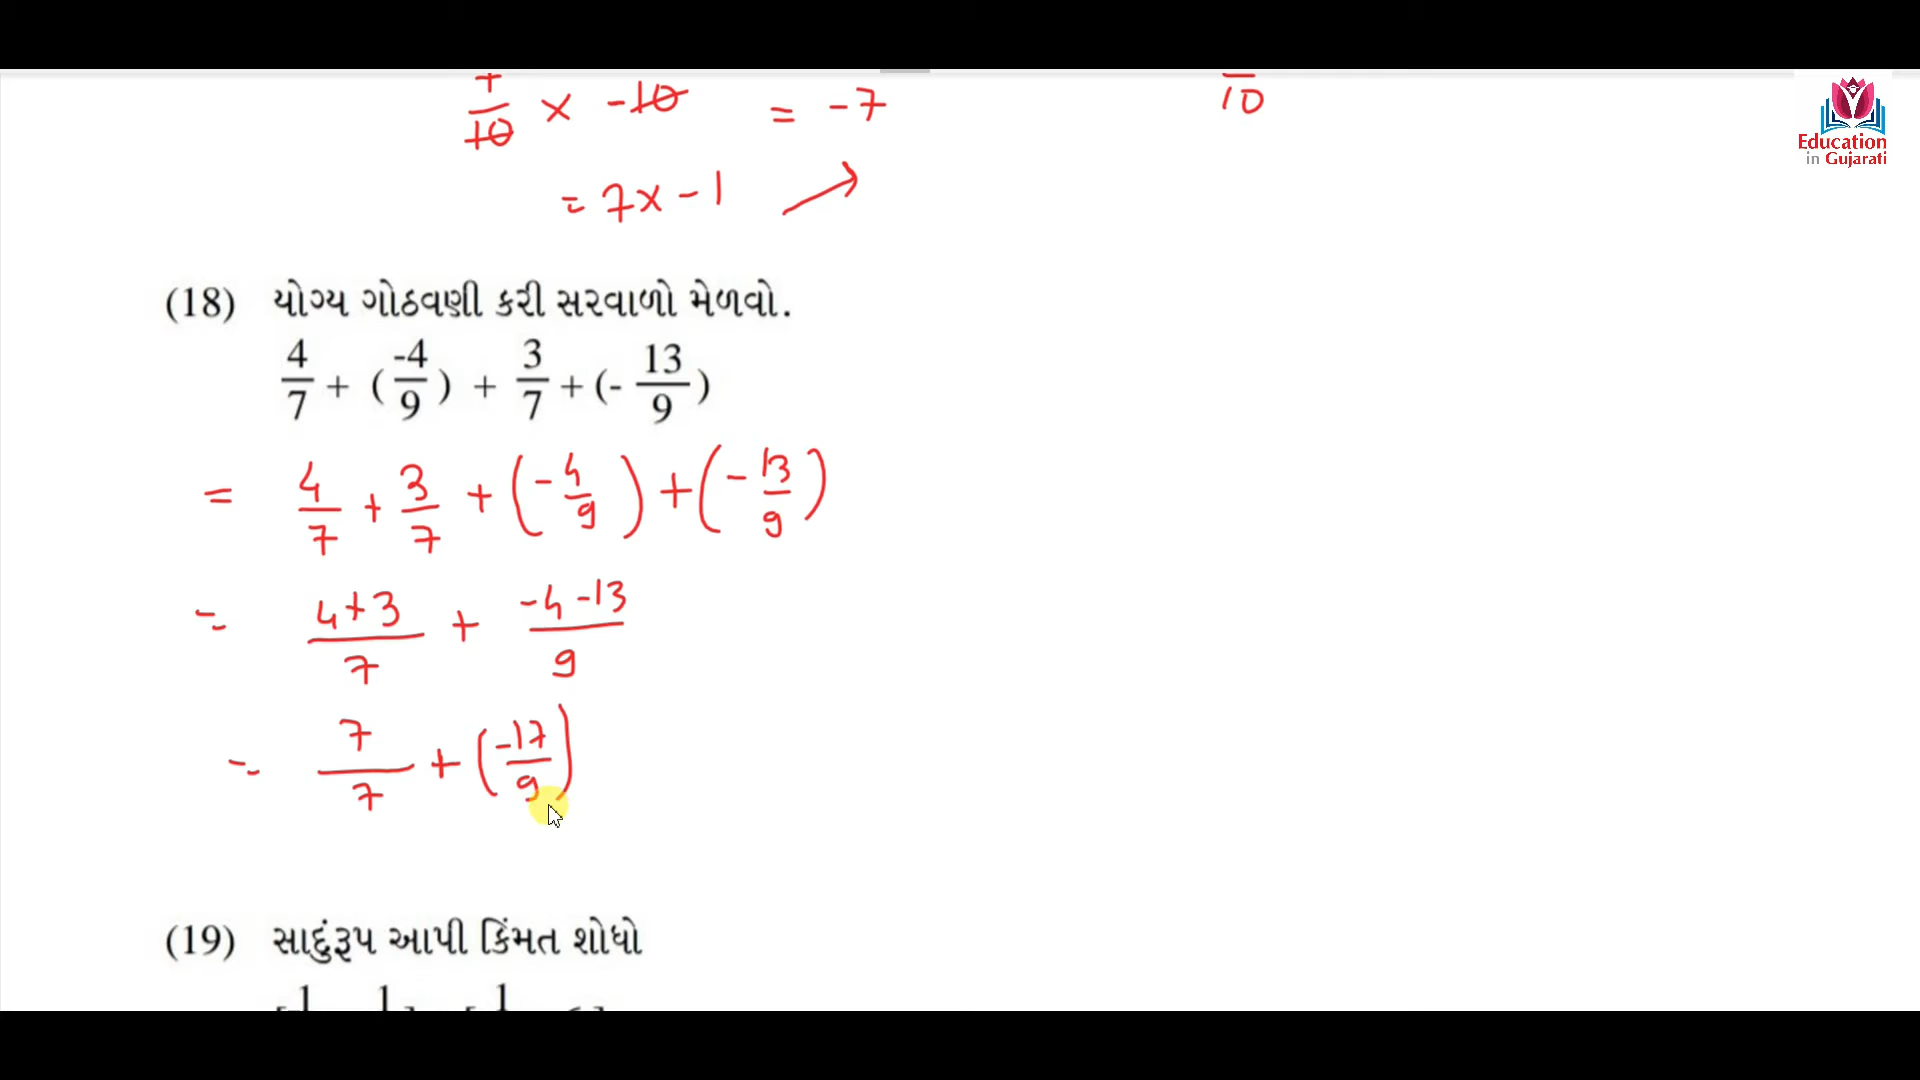 7/10 × -10 = -7
10
= 7x - 1
Education
in Gujarati
(18) યોગ્ય ગોઠવણી કરી સરવાળો મેળવો.
4/7 + (-4/9) + 3/7 + (- 13/9)
= 4/7 + 3/7 + (-4/9) + (-13/9)
= 4+3/7 + -4-13/9
= 7/7 + (-17/9)
(19) સાદુંરૂપ આપી કિંમત શોધો